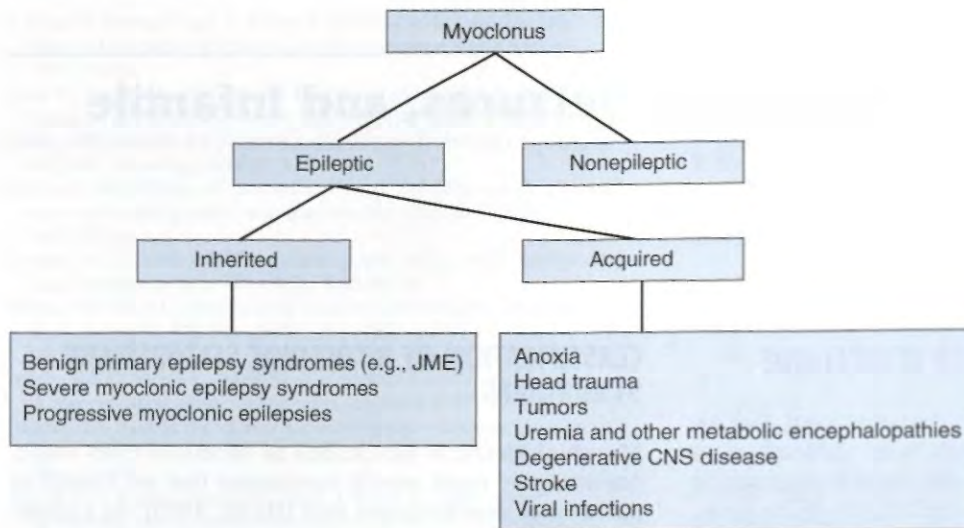 Myoclonus
Epileptic
Nonepileptic
Inherited
Acquired
Benign primary epilepsy syndromes (e.g., JME)
Severe myoclonic epilepsy syndromes
Progressive myoclonic epilepsies
Anoxia
Head trauma
Tumors
Uremia and other metabolic encephalopathies
Degenerative CNS disease
Stroke
Viral infections